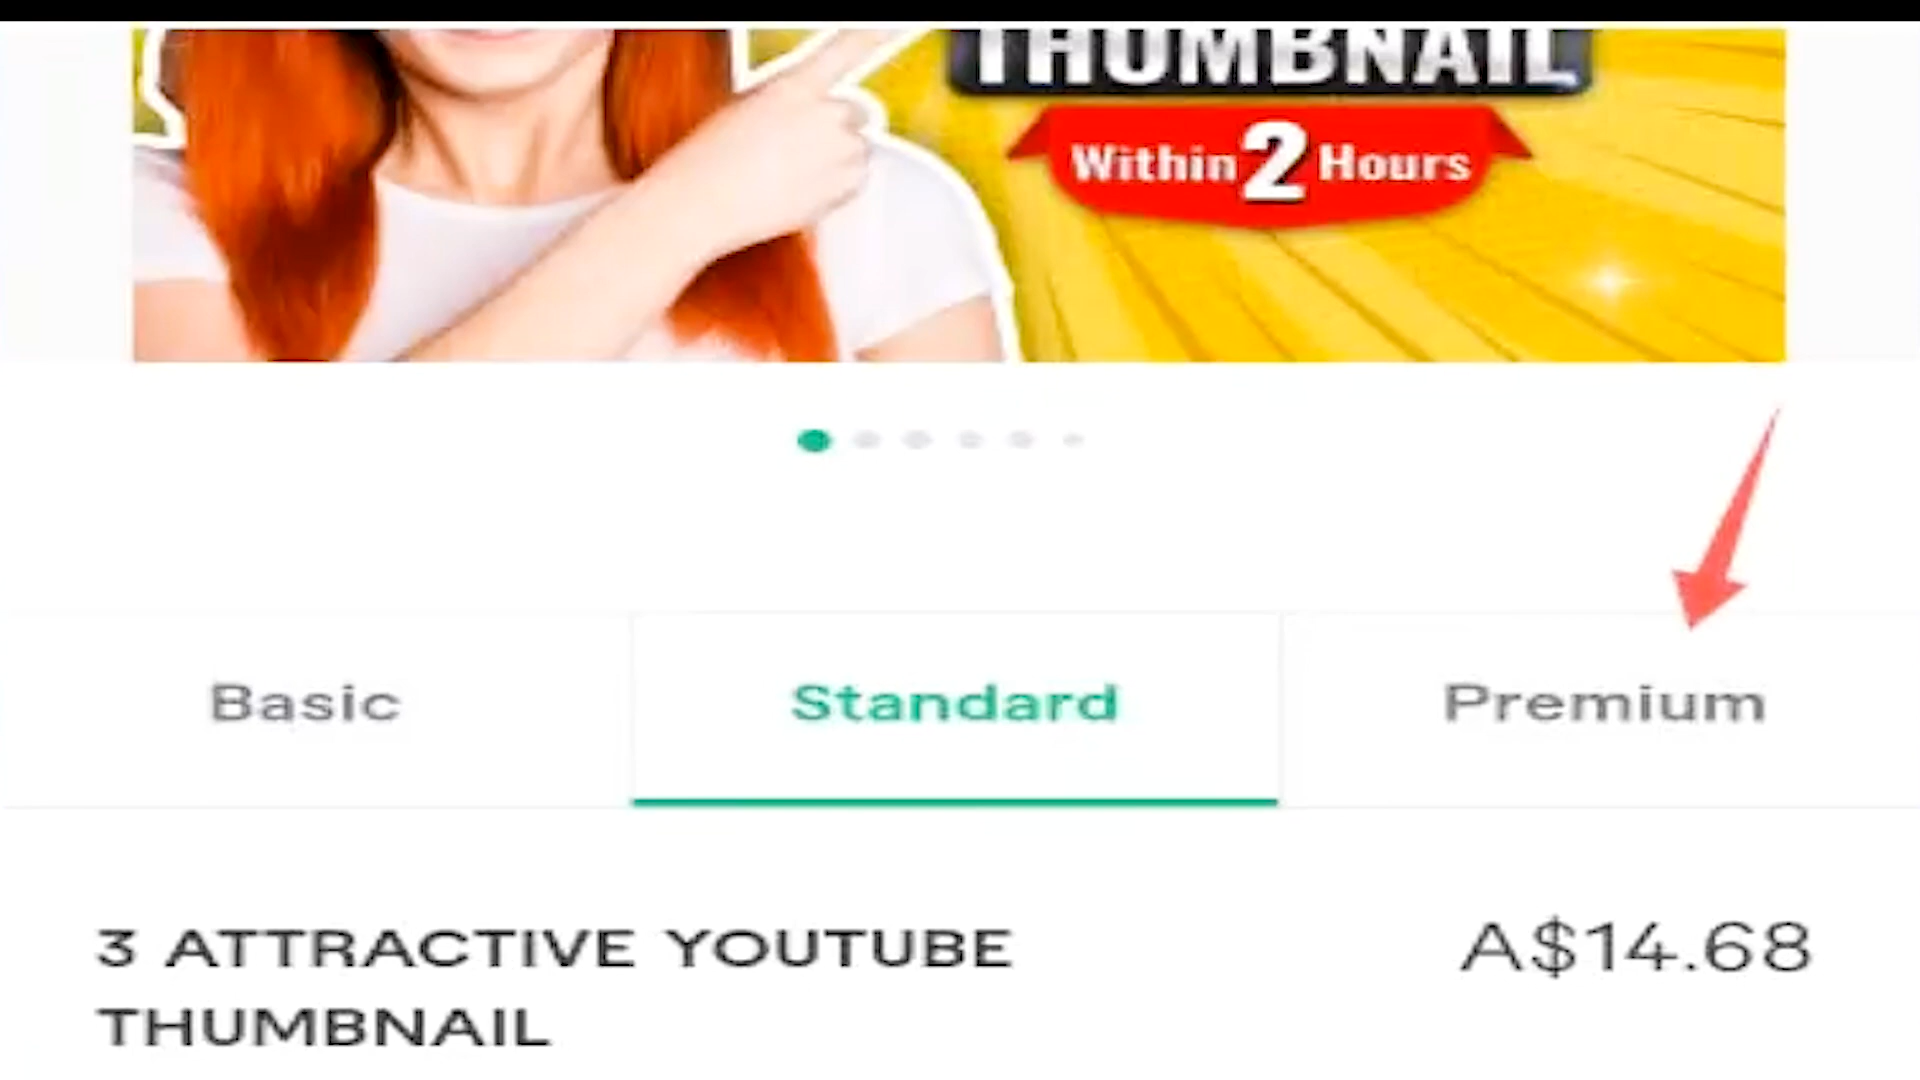 THUMBNAIL
Within 2 Hours
Basic
Standard
Premium
3 ATTRACTIVE YOUTUBE
THUMBNAIL
A$14.68